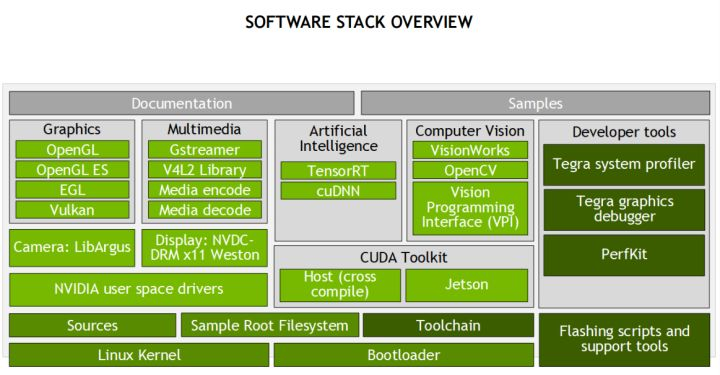 SOFTWARE STACK OVERVIEW
Documentation
Samples
Graphics
OpenGL
OpenGL ES
EGL
Vulkan
Multimedia
Gstreamer
V4L2 Library
Media encode
Media decode
Artificial
Intelligence
TensorRT
cuDNN
Computer Vision
VisionWorks
OpenCV
Vision
Programming
Interface (VPI)
Developer tools
Tegra system profiler
Tegra graphics
debugger
PerfKit
Camera: LibArgus
Display: NVDC-
DRM x11 Weston
CUDA Toolkit
Host (cross
compile)
Jetson
NVIDIA user space drivers
Sources
Sample Root Filesystem
Toolchain
Flashing scripts and
support tools
Linux Kernel
Bootloader